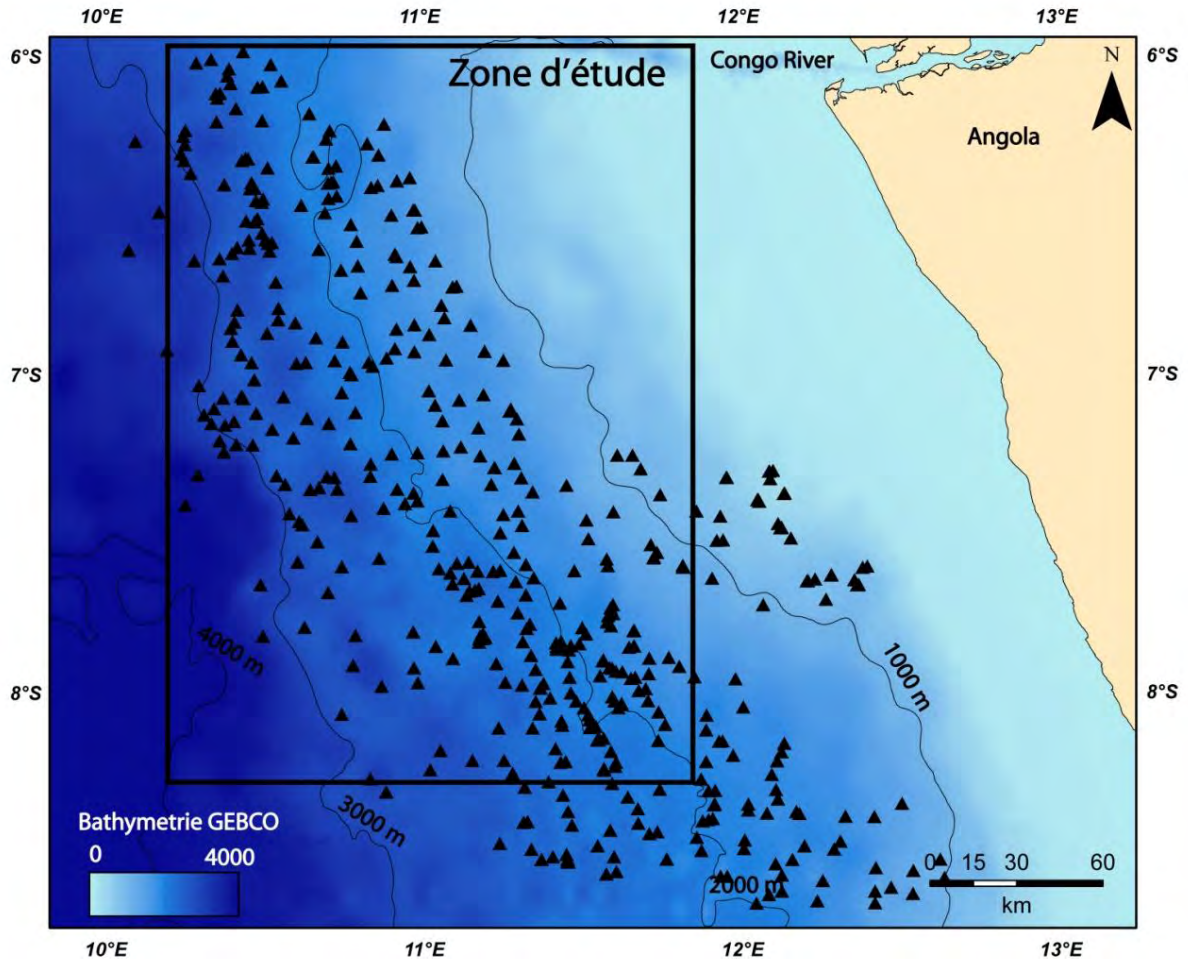 10°E 11°E 12°E 13°E
6°S 6°S
Zone d'étude
Congo River
N
Angola
7°S 7°S
8°S 8°S
4000 m
1000 m
3000 m
2000 m
Bathymetrie GEBCO
0 4000
0 15 30 60
km
10°E 11°E 12°E 13°E